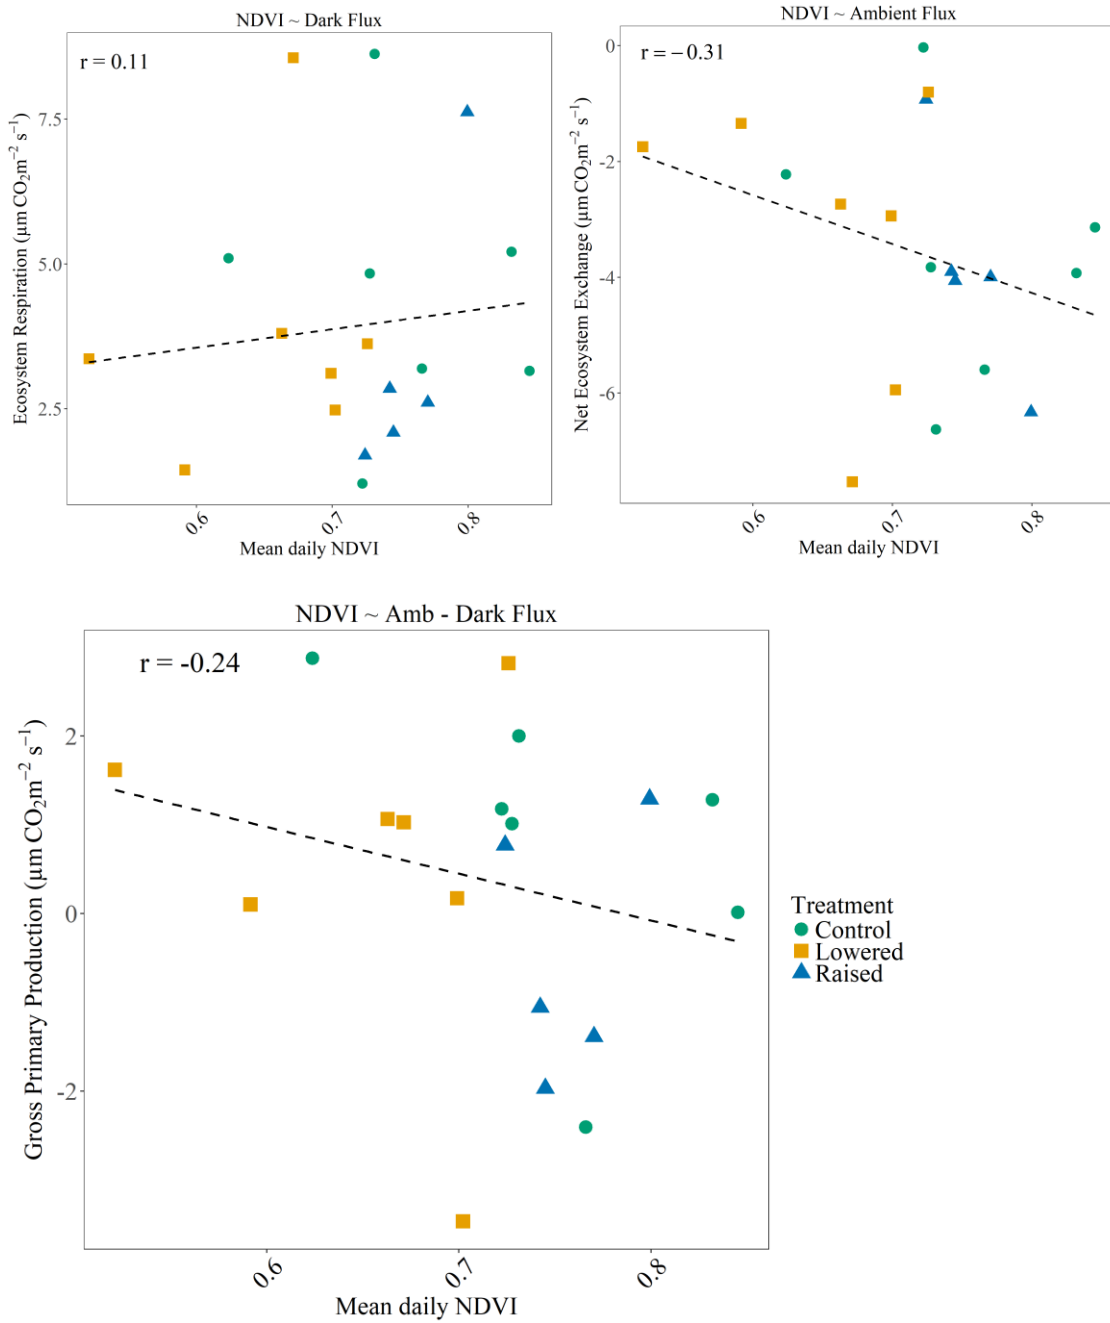 NDVI ~ Dark Flux
r = 0.11
Ecosystem Respiration (μm CO₂m⁻² s⁻¹)
7.5
5.0
2.5
0.6
0.7
0.8
Mean daily NDVI
NDVI ~ Ambient Flux
r = −0.31
Net Ecosystem Exchange (μm CO₂m⁻² s⁻¹)
0
-2
-4
-6
0.6
0.7
0.8
Mean daily NDVI
NDVI ~ Amb - Dark Flux
r = -0.24
Gross Primary Production (μm CO₂m⁻² s⁻¹)
2
0
-2
0.6
0.7
0.8
Mean daily NDVI
Treatment
Control
Lowered
Raised